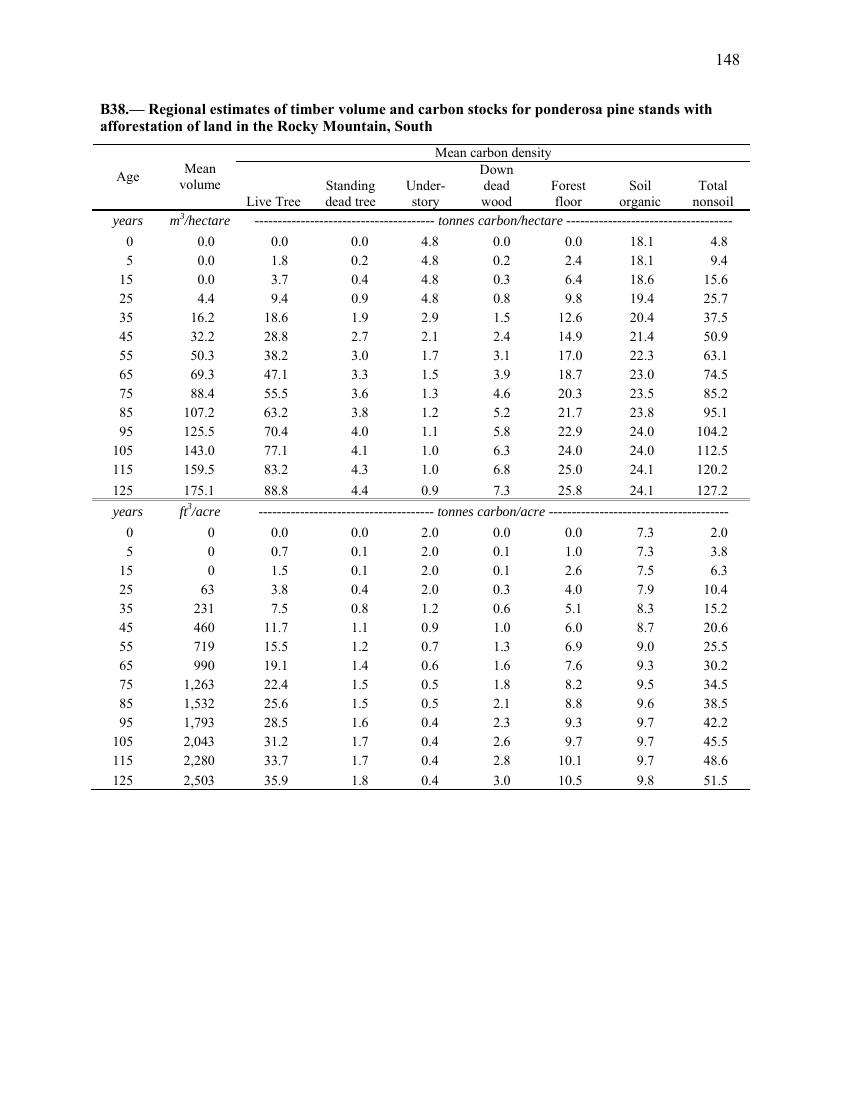 148
B38.— Regional estimates of timber volume and carbon stocks for ponderosa pine stands with
afforestation of land in the Rocky Mountain, South
Mean carbon density
Age Mean volume Live Tree Standing dead tree Under-story Down dead wood Forest floor Soil organic Total nonsoil
years m³/hectare ---------------------------------------- tonnes carbon/hectare ------------------------------------
0 0.0 0.0 0.0 4.8 0.0 0.0 18.1 4.8
5 0.0 1.8 0.2 4.8 0.2 2.4 18.1 9.4
15 0.0 3.7 0.4 4.8 0.3 6.4 18.6 15.6
25 4.4 9.4 0.9 4.8 0.8 9.8 19.4 25.7
35 16.2 18.6 1.9 2.9 1.5 12.6 20.4 37.5
45 32.2 28.8 2.7 2.1 2.4 14.9 21.4 50.9
55 50.3 38.2 3.0 1.7 3.1 17.0 22.3 63.1
65 69.3 47.1 3.3 1.5 3.9 18.7 23.0 74.5
75 88.4 55.5 3.6 1.3 4.6 20.3 23.5 85.2
85 107.2 63.2 3.8 1.2 5.2 21.7 23.8 95.1
95 125.5 70.4 4.0 1.1 5.8 22.9 24.0 104.2
105 143.0 77.1 4.1 1.0 6.3 24.0 24.0 112.5
115 159.5 83.2 4.3 1.0 6.8 25.0 24.1 120.2
125 175.1 88.8 4.4 0.9 7.3 25.8 24.1 127.2
years ft³/acre --------------------------------------- tonnes carbon/acre ----------------------------------------
0 0 0.0 0.0 2.0 0.0 0.0 7.3 2.0
5 0 0.7 0.1 2.0 0.1 1.0 7.3 3.8
15 0 1.5 0.1 2.0 0.1 2.6 7.5 6.3
25 63 3.8 0.4 2.0 0.3 4.0 7.9 10.4
35 231 7.5 0.8 1.2 0.6 5.1 8.3 15.2
45 460 11.7 1.1 0.9 1.0 6.0 8.7 20.6
55 719 15.5 1.2 0.7 1.3 6.9 9.0 25.5
65 990 19.1 1.4 0.6 1.6 7.6 9.3 30.2
75 1,263 22.4 1.5 0.5 1.8 8.2 9.5 34.5
85 1,532 25.6 1.5 0.5 2.1 8.8 9.6 38.5
95 1,793 28.5 1.6 0.4 2.3 9.3 9.7 42.2
105 2,043 31.2 1.7 0.4 2.6 9.7 9.7 45.5
115 2,280 33.7 1.7 0.4 2.8 10.1 9.7 48.6
125 2,503 35.9 1.8 0.4 3.0 10.5 9.8 51.5